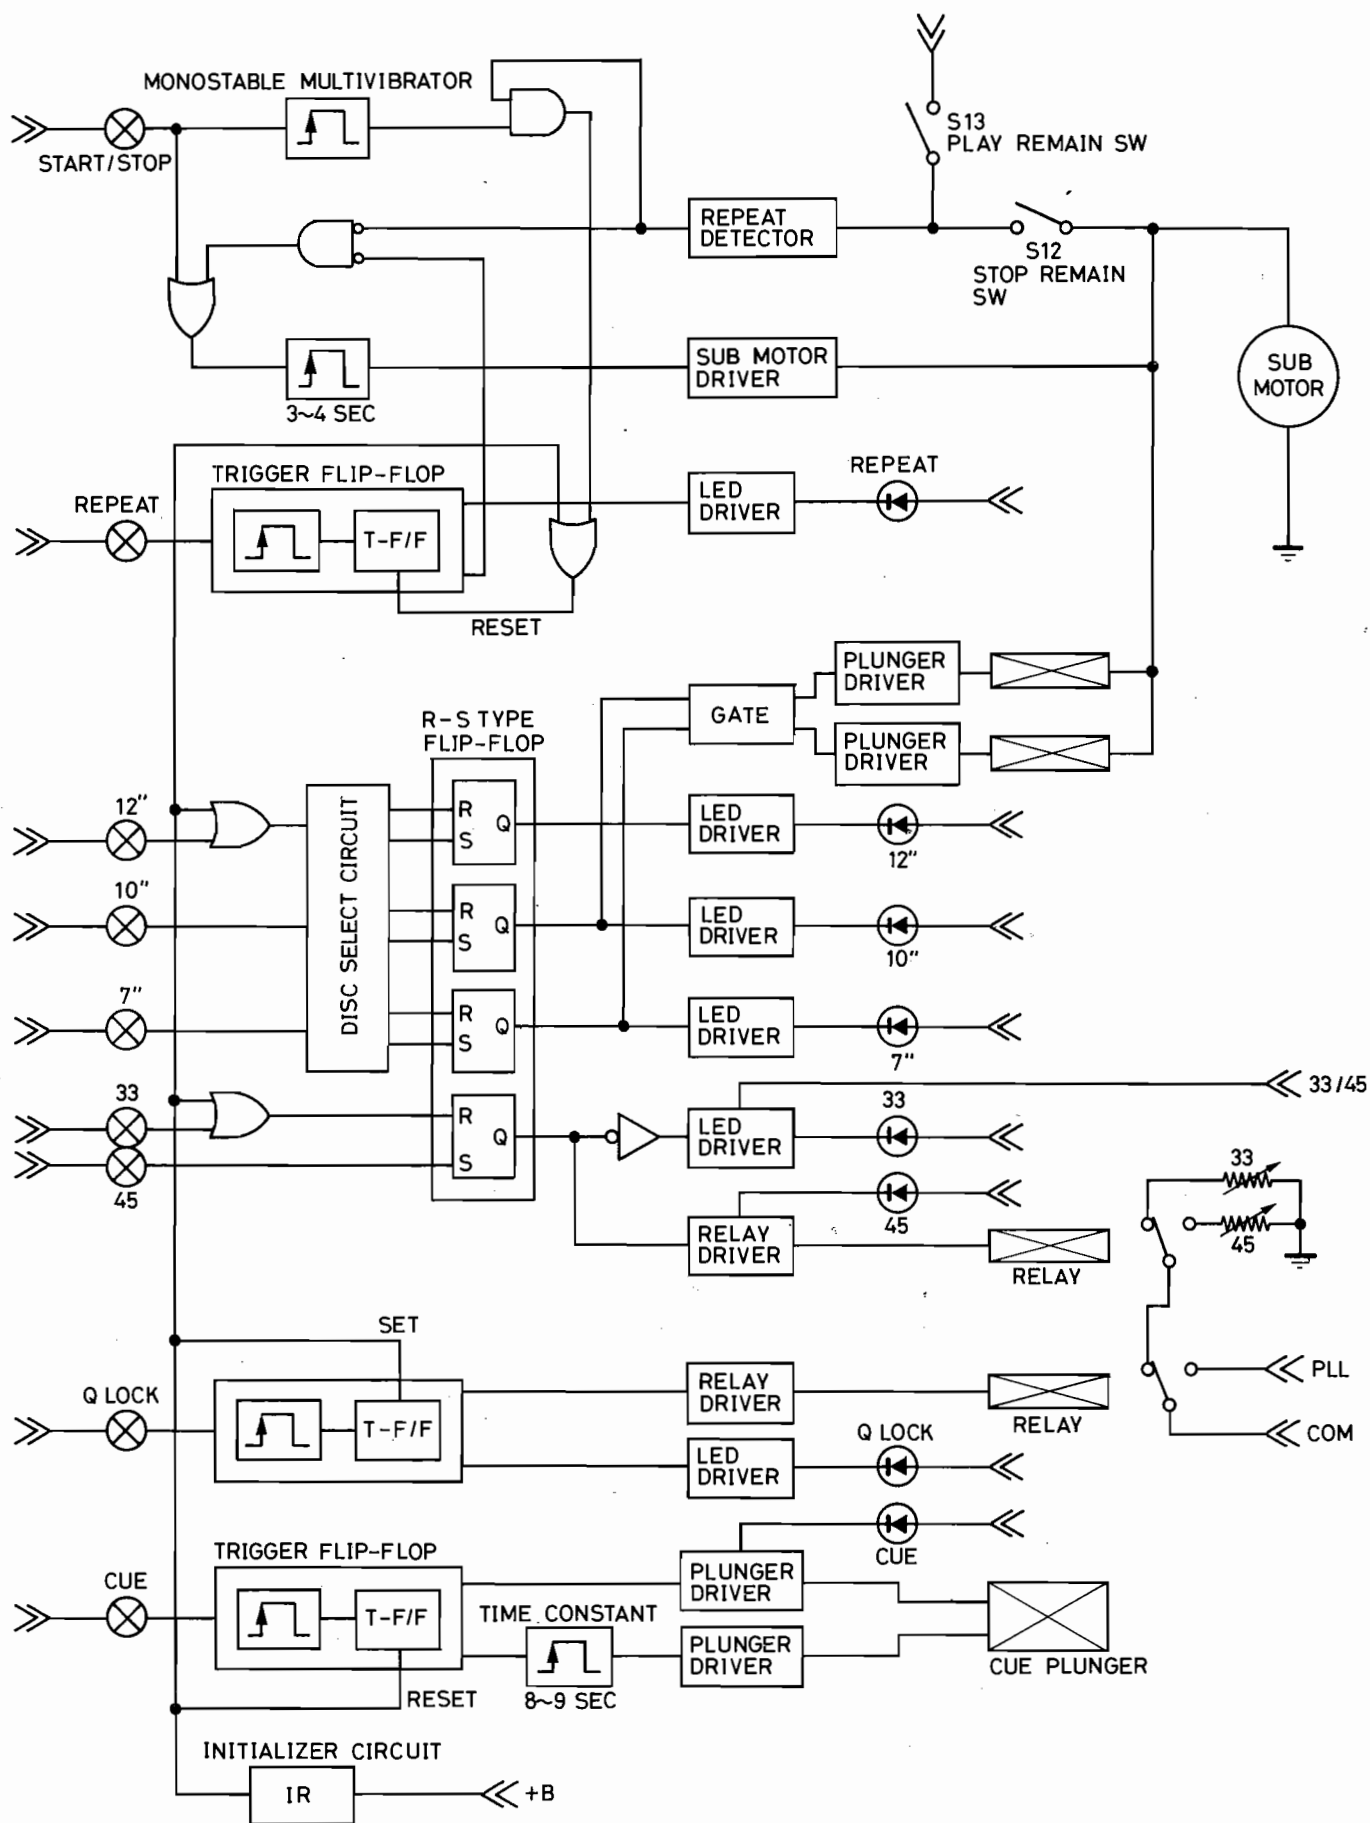 MONOSTABLE MULTIVIBRATOR
START/STOP
S13
PLAY REMAIN SW
REPEAT
DETECTOR
S12
STOP REMAIN
SW
SUB MOTOR
DRIVER
SUB
MOTOR
3~4 SEC
TRIGGER FLIP-FLOP
REPEAT
T-F/F
LED
DRIVER
REPEAT
RESET
PLUNGER
DRIVER
GATE
PLUNGER
DRIVER
R-S TYPE
FLIP-FLOP
12"
DISC SELECT CIRCUIT
R
S
Q
LED
DRIVER
12"
10"
R
S
Q
LED
DRIVER
10"
7"
R
S
Q
LED
DRIVER
7"
33/45
33
45
R
S
Q
LED
DRIVER
33
45
RELAY
DRIVER
RELAY
33
45
SET
Q LOCK
T-F/F
RELAY
DRIVER
RELAY
PLL
COM
LED
DRIVER
Q LOCK
TRIGGER FLIP-FLOP
CUE
T-F/F
PLUNGER
DRIVER
CUE
TIME CONSTANT
8~9 SEC
PLUNGER
DRIVER
CUE PLUNGER
RESET
INITIALIZER CIRCUIT
IR
+B